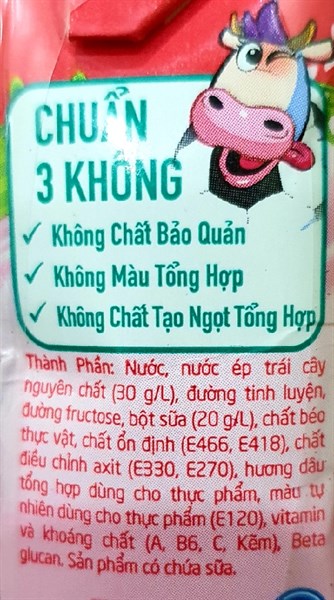 CHUẨN
3 KHÔNG
✓ Không Chất Bảo Quản
✓ Không Màu Tổng Hợp
✓ Không Chất Tạo Ngọt Tổng Hợp
Thành Phần: Nước, nước ép trái cây
nguyên chất (30 g/L), đường tinh luyện,
đường fructose, bột sữa (20 g/L), chất béo
thực vật, chất ổn định (E466, E418), chất
điều chỉnh axit (E330, E270), hương dâu
tổng hợp dùng cho thực phẩm, màu tự
nhiên dùng cho thực phẩm (E120), vitamin
và khoáng chất (A, B6, C, Kẽm), Beta
glucan. Sản phẩm có chứa sữa.